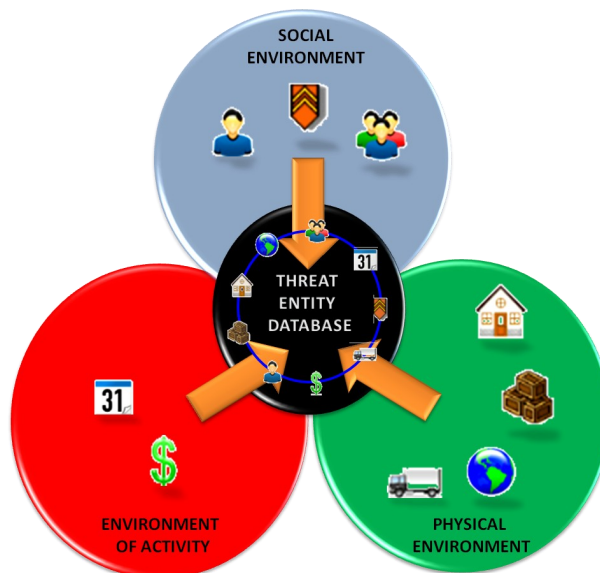 SOCIAL
ENVIRONMENT
31
THREAT
ENTITY
DATABASE
31
$
$
ENVIRONMENT
OF ACTIVITY
PHYSICAL
ENVIRONMENT